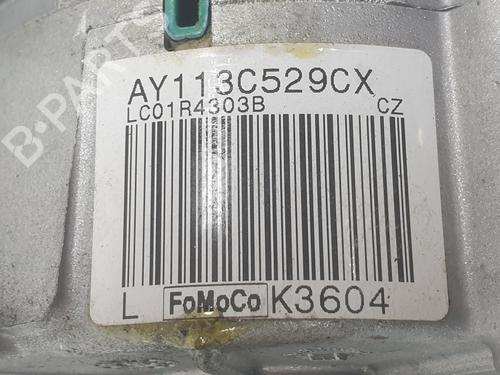 B-PARTS
AY113C529CX
LC01R4303B CZ
L FoMoCo K3604